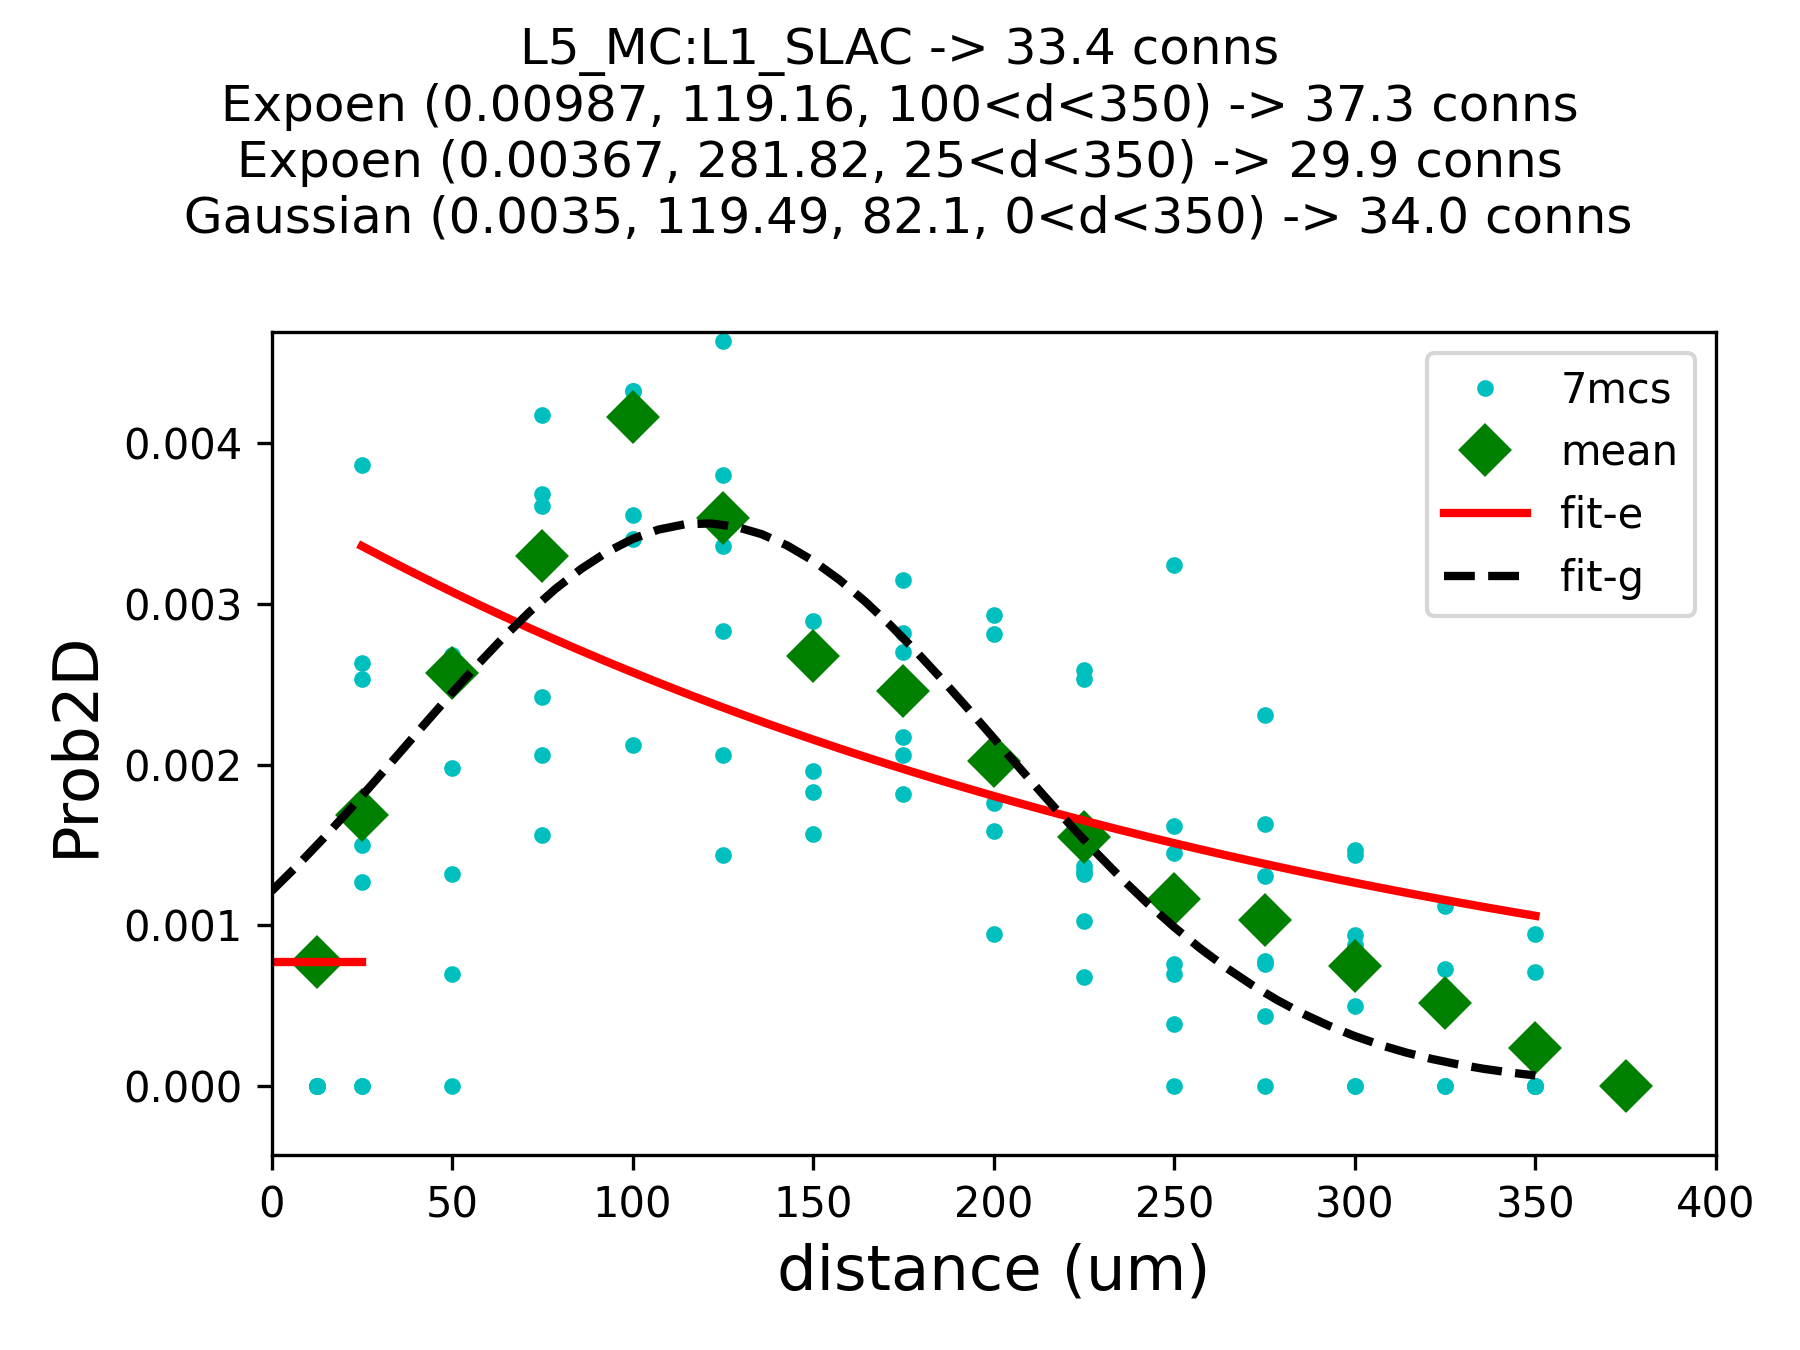 L5_MC:L1_SLAC -> 33.4 conns
Expoen (0.00987, 119.16, 100<d<350) -> 37.3 conns
Expoen (0.00367, 281.82, 25<d<350) -> 29.9 conns
Gaussian (0.0035, 119.49, 82.1, 0<d<350) -> 34.0 conns
7mcs
mean
fit-e
fit-g
Prob2D
0.004
0.003
0.002
0.001
0.000
0 50 100 150 200 250 300 350 400
distance (um)